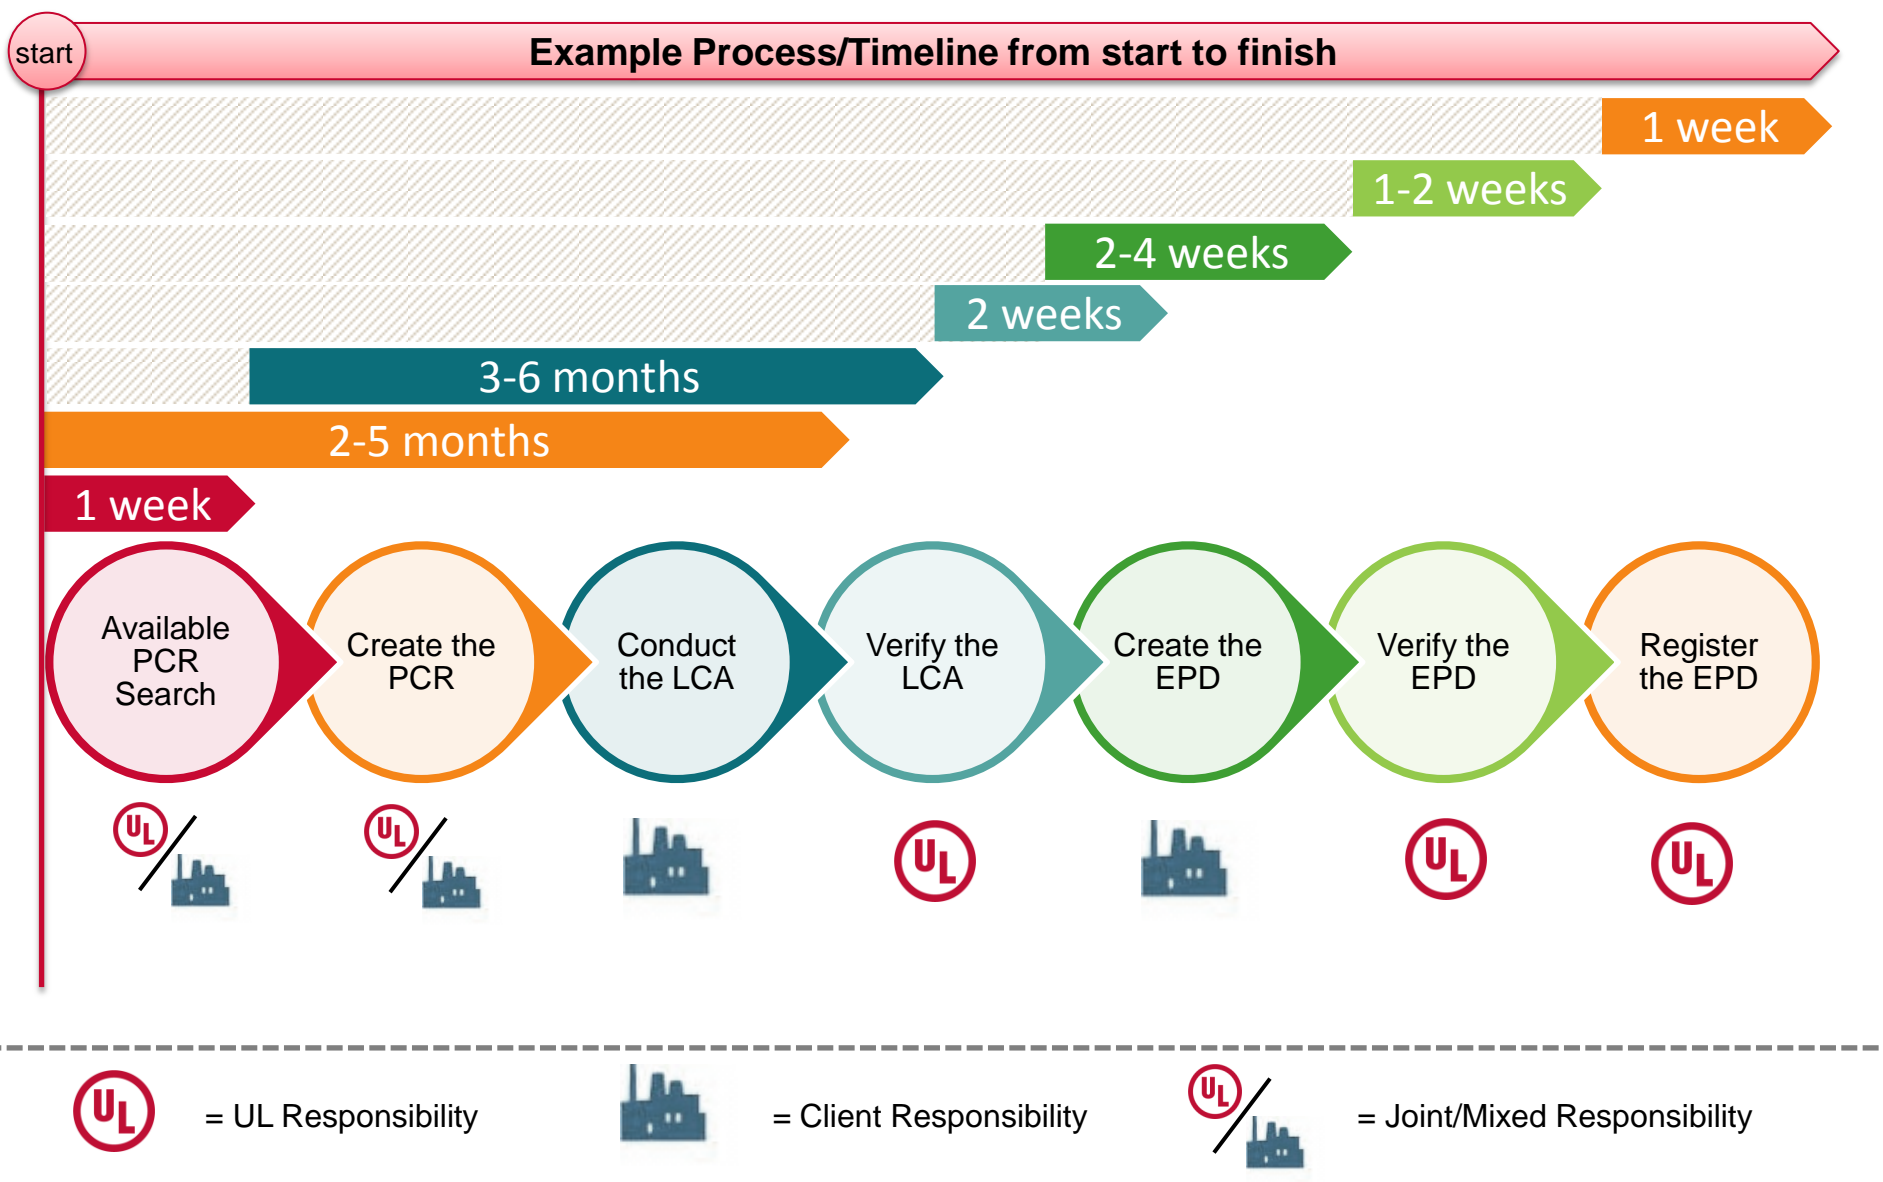 start
Example Process/Timeline from start to finish
1 week
1-2 weeks
2-4 weeks
2 weeks
3-6 months
2-5 months
1 week
Available
PCR
Search
Create the
PCR
Conduct
the LCA
Verify the
LCA
Create the
EPD
Verify the
EPD
Register
the EPD
UL
UL
UL
UL
UL
UL
= UL Responsibility
= Client Responsibility
UL
= Joint/Mixed Responsibility